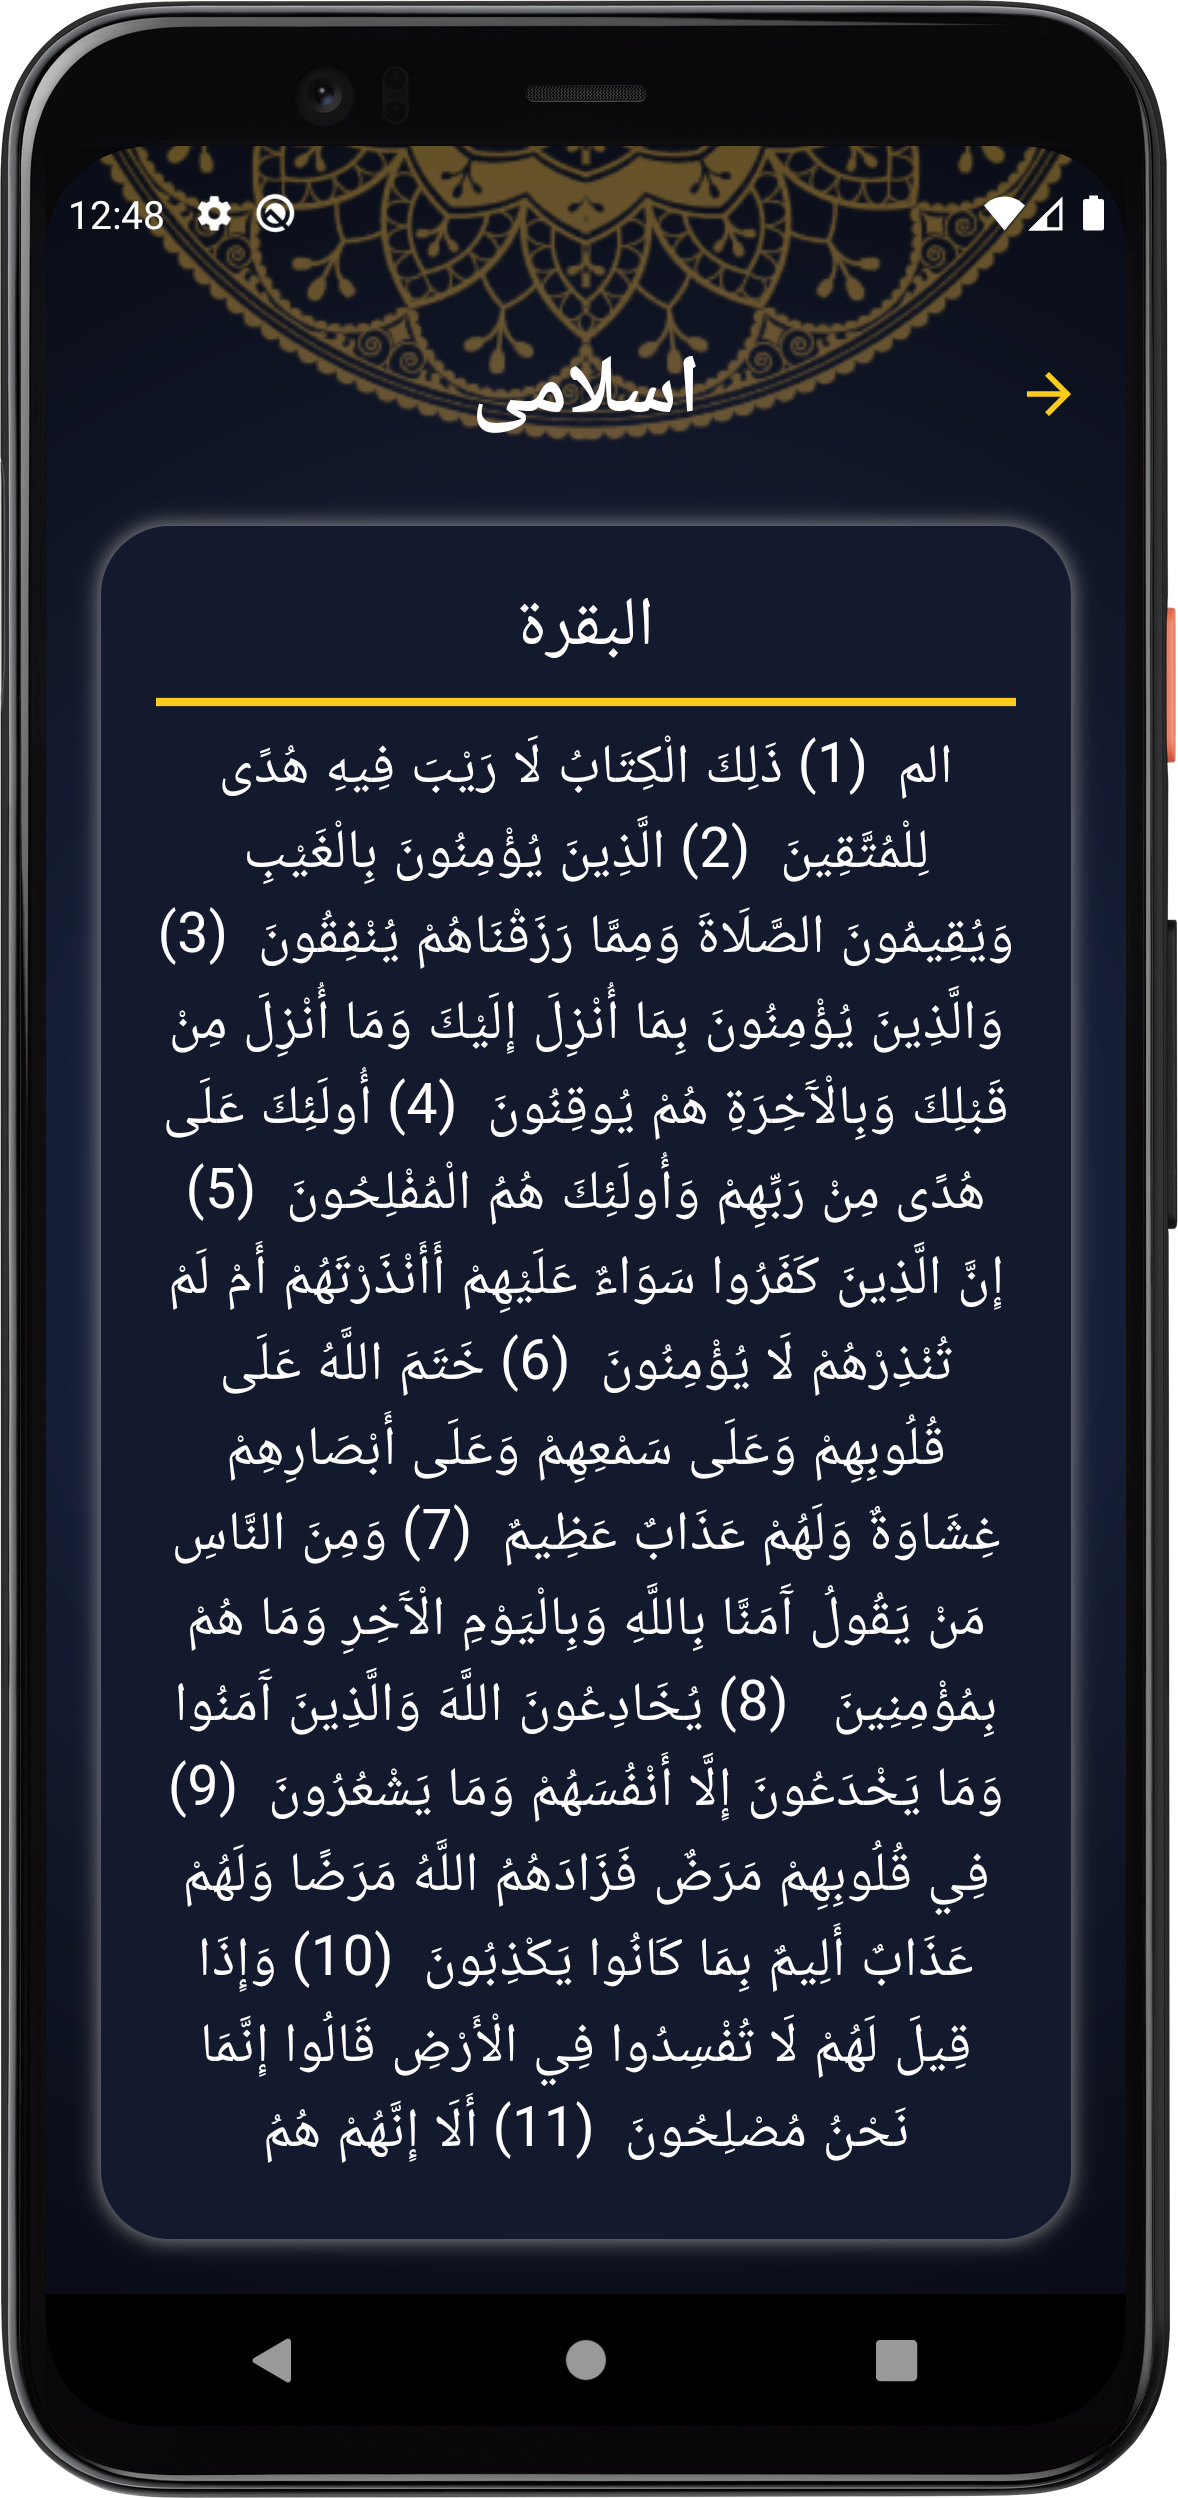 12:48
اسلامى
البقرة
الم (1) ذَلِكَ الْكِتَابُ لَا رَيْبَ فِيهِ هُدًى
لِلْمُتَّقِينَ (2) الَّذِينَ يُؤْمِنُونَ بِالْغَيْبِ
وَيُقِيمُونَ الصَّلَاةَ وَمِمَّا رَزَقْنَاهُمْ يُنْفِقُونَ (3)
وَالَّذِينَ يُؤْمِنُونَ بِمَا أُنْزِلَ إِلَيْكَ وَمَا أُنْزِلَ مِنْ
قَبْلِكَ وَبِالْآَخِرَةِ هُمْ يُوقِنُونَ (4) أُولَئِكَ عَلَى
هُدًى مِنْ رَبِّهِمْ وَأُولَئِكَ هُمُ الْمُفْلِحُونَ (5)
إِنَّ الَّذِينَ كَفَرُوا سَوَاءٌ عَلَيْهِمْ أَأَنْذَرْتَهُمْ أَمْ لَمْ
تُنْذِرْهُمْ لَا يُؤْمِنُونَ (6) خَتَمَ اللَّهُ عَلَى
قُلُوبِهِمْ وَعَلَى سَمْعِهِمْ وَعَلَى أَبْصَارِهِمْ
غِشَاوَةٌ وَلَهُمْ عَذَابٌ عَظِيمٌ (7) وَمِنَ النَّاسِ
مَنْ يَقُولُ آَمَنَّا بِاللَّهِ وَبِالْيَوْمِ الْآَخِرِ وَمَا هُمْ
بِمُؤْمِنِينَ (8) يُخَادِعُونَ اللَّهَ وَالَّذِينَ آَمَنُوا
وَمَا يَخْدَعُونَ إِلَّا أَنْفُسَهُمْ وَمَا يَشْعُرُونَ (9)
فِي قُلُوبِهِمْ مَرَضٌ فَزَادَهُمُ اللَّهُ مَرَضًا وَلَهُمْ
عَذَابٌ أَلِيمٌ بِمَا كَانُوا يَكْذِبُونَ (10) وَإِذَا
قِيلَ لَهُمْ لَا تُفْسِدُوا فِي الْأَرْضِ قَالُوا إِنَّمَا
نَحْنُ مُصْلِحُونَ (11) أَلَا إِنَّهُمْ هُمُ